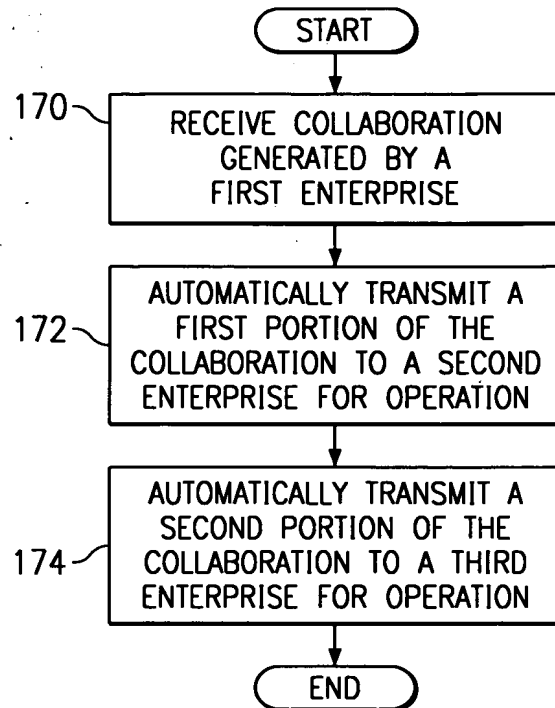 START
170
RECEIVE COLLABORATION
GENERATED BY A
FIRST ENTERPRISE
172
AUTOMATICALLY TRANSMIT A
FIRST PORTION OF THE
COLLABORATION TO A SECOND
ENTERPRISE FOR OPERATION
174
AUTOMATICALLY TRANSMIT A
SECOND PORTION OF THE
COLLABORATION TO A THIRD
ENTERPRISE FOR OPERATION
END